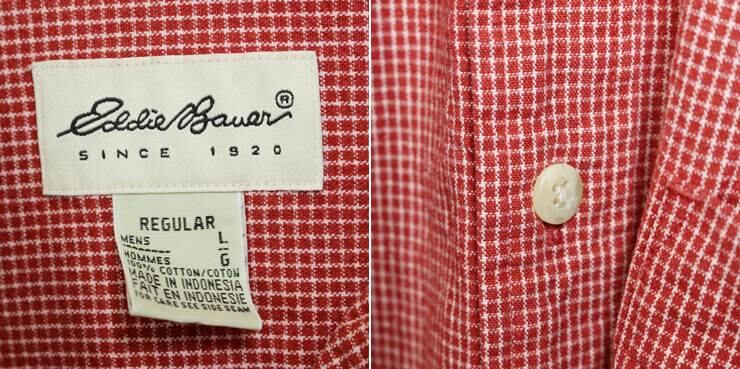 Eddie Bauer®
SINCE 1920
REGULAR
MENS L
HOMMES G
100% COTTON/COTON
MADE IN INDONESIA
FAIT EN INDONESIE
FOR CARE SEE SIDE SEAM